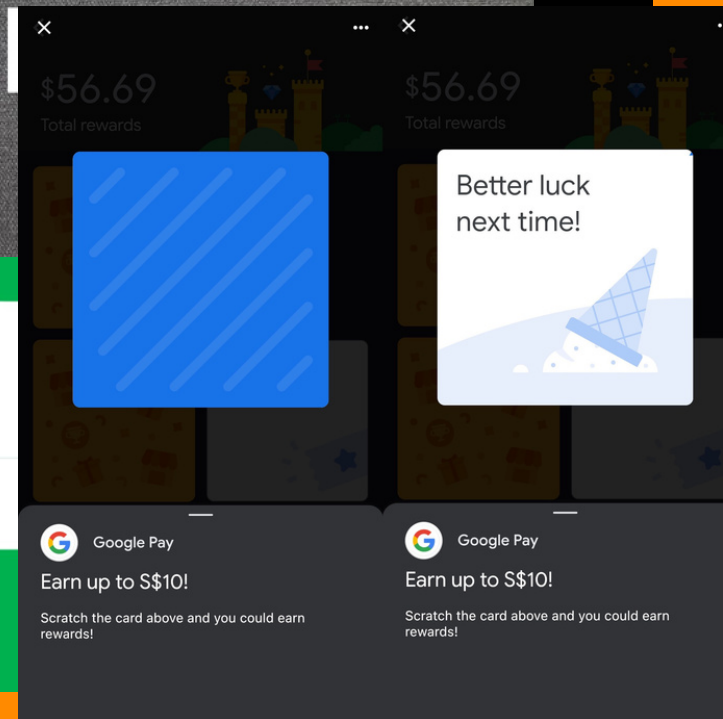 $56.69
Total rewards
Google Pay
Earn up to S$10!
Scratch the card above and you could earn
rewards!
$56.69
Total rewards
Better luck
next time!
Google Pay
Earn up to S$10!
Scratch the card above and you could earn
rewards!